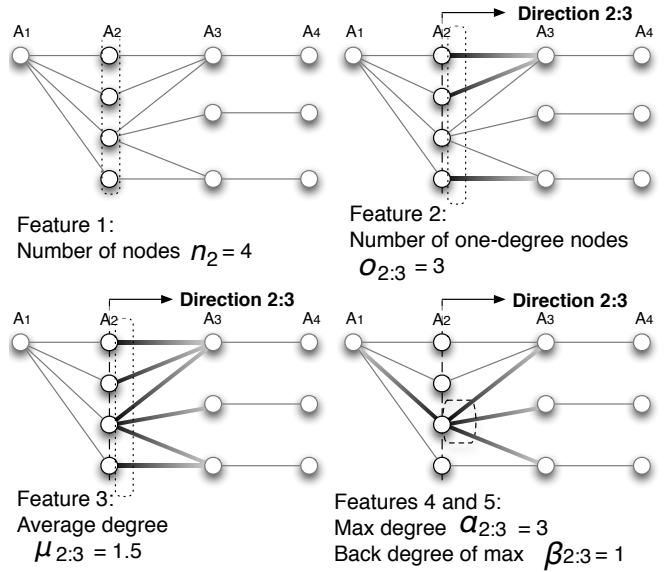 A1 A2 A3 A4
Feature 1:
Number of nodes n2 = 4
Direction 2:3
A1 A2 A3 A4
Feature 2:
Number of one-degree nodes
o2:3 = 3
Direction 2:3
A1 A2 A3 A4
Feature 3:
Average degree
μ2:3 = 1.5
Direction 2:3
A1 A2 A3 A4
Features 4 and 5:
Max degree α2:3 = 3
Back degree of max β2:3 = 1